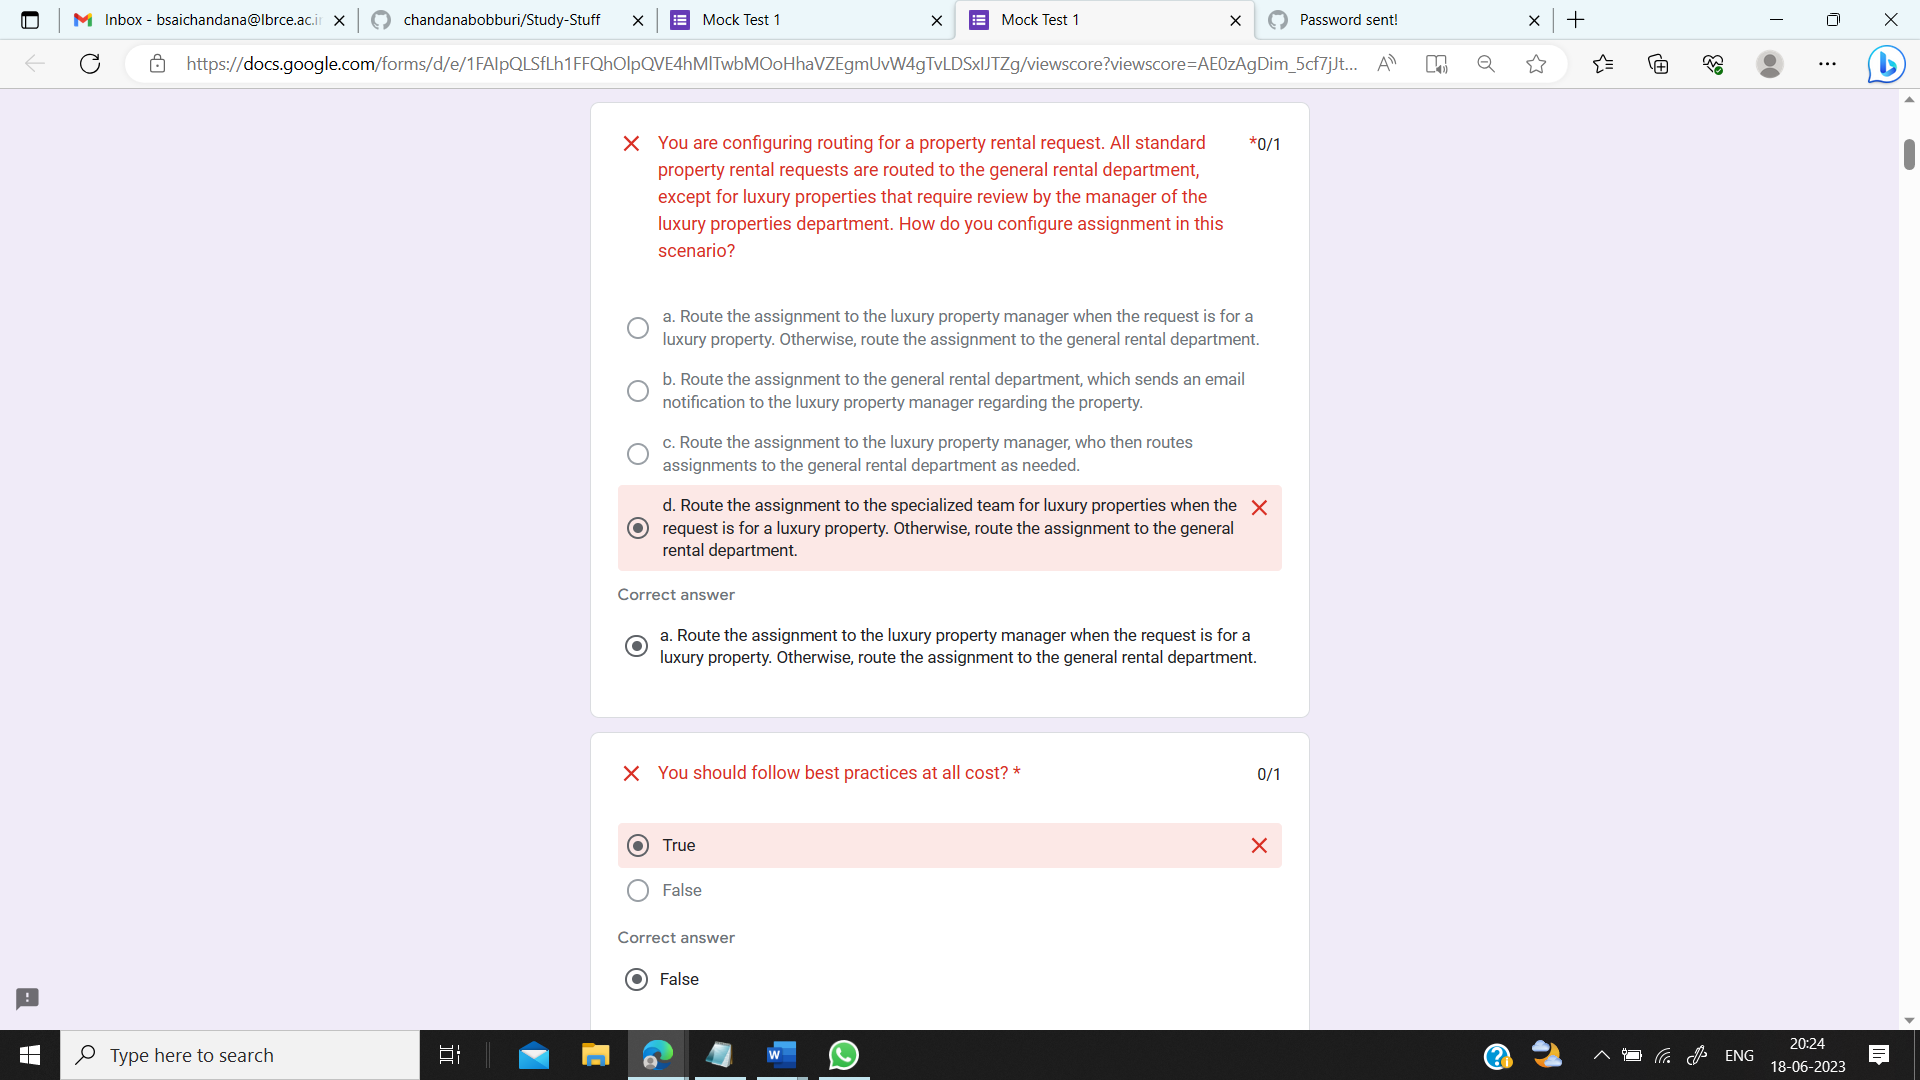 Inbox - bsaichandana@lbrce.ac.i
chandanabobburi/Study-Stuff
Mock Test 1
Mock Test 1
Password sent!
https://docs.google.com/forms/d/e/1FAIpQLSfLh1FFQhOlpQVE4hMlTwbMOoHhaVZEgmUvW4gTvLDSxIJTZg/viewscore?viewscore=AE0zAgDim_5cf7jJt...
You are configuring routing for a property rental request. All standard
*0/1
property rental requests are routed to the general rental department,
except for luxury properties that require review by the manager of the
luxury properties department. How do you configure assignment in this
scenario?
a. Route the assignment to the luxury property manager when the request is for a
luxury property. Otherwise, route the assignment to the general rental department.
b. Route the assignment to the general rental department, which sends an email
notification to the luxury property manager regarding the property.
c. Route the assignment to the luxury property manager, who then routes
assignments to the general rental department as needed.
d. Route the assignment to the specialized team for luxury properties when the
request is for a luxury property. Otherwise, route the assignment to the general
rental department.
Correct answer
a. Route the assignment to the luxury property manager when the request is for a
luxury property. Otherwise, route the assignment to the general rental department.
You should follow best practices at all cost? *
0/1
True
False
Correct answer
False
Type here to search
ENG
20:24
18-06-2023